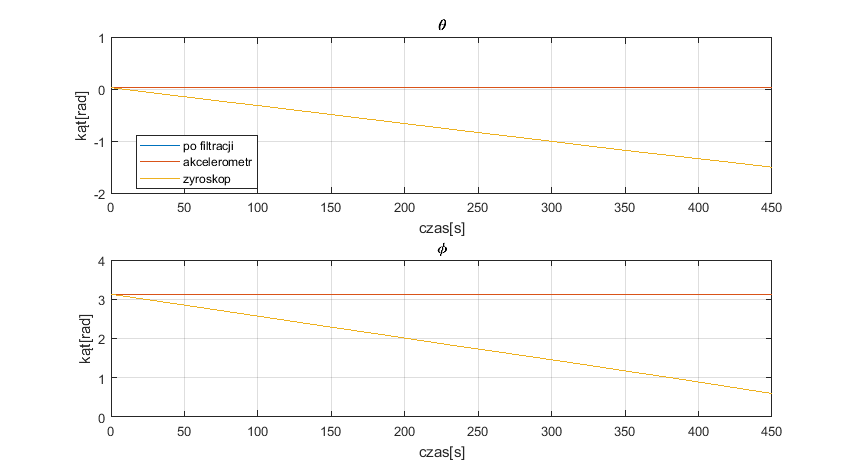 θ
1
0
-1
-2
kąt[rad]
po filtracji
akcelerometr
zyroskop
0 50 100 150 200 250 300 350 400 450
czas[s]
ϕ
4
3
2
1
0
kąt[rad]
0 50 100 150 200 250 300 350 400 450
czas[s]